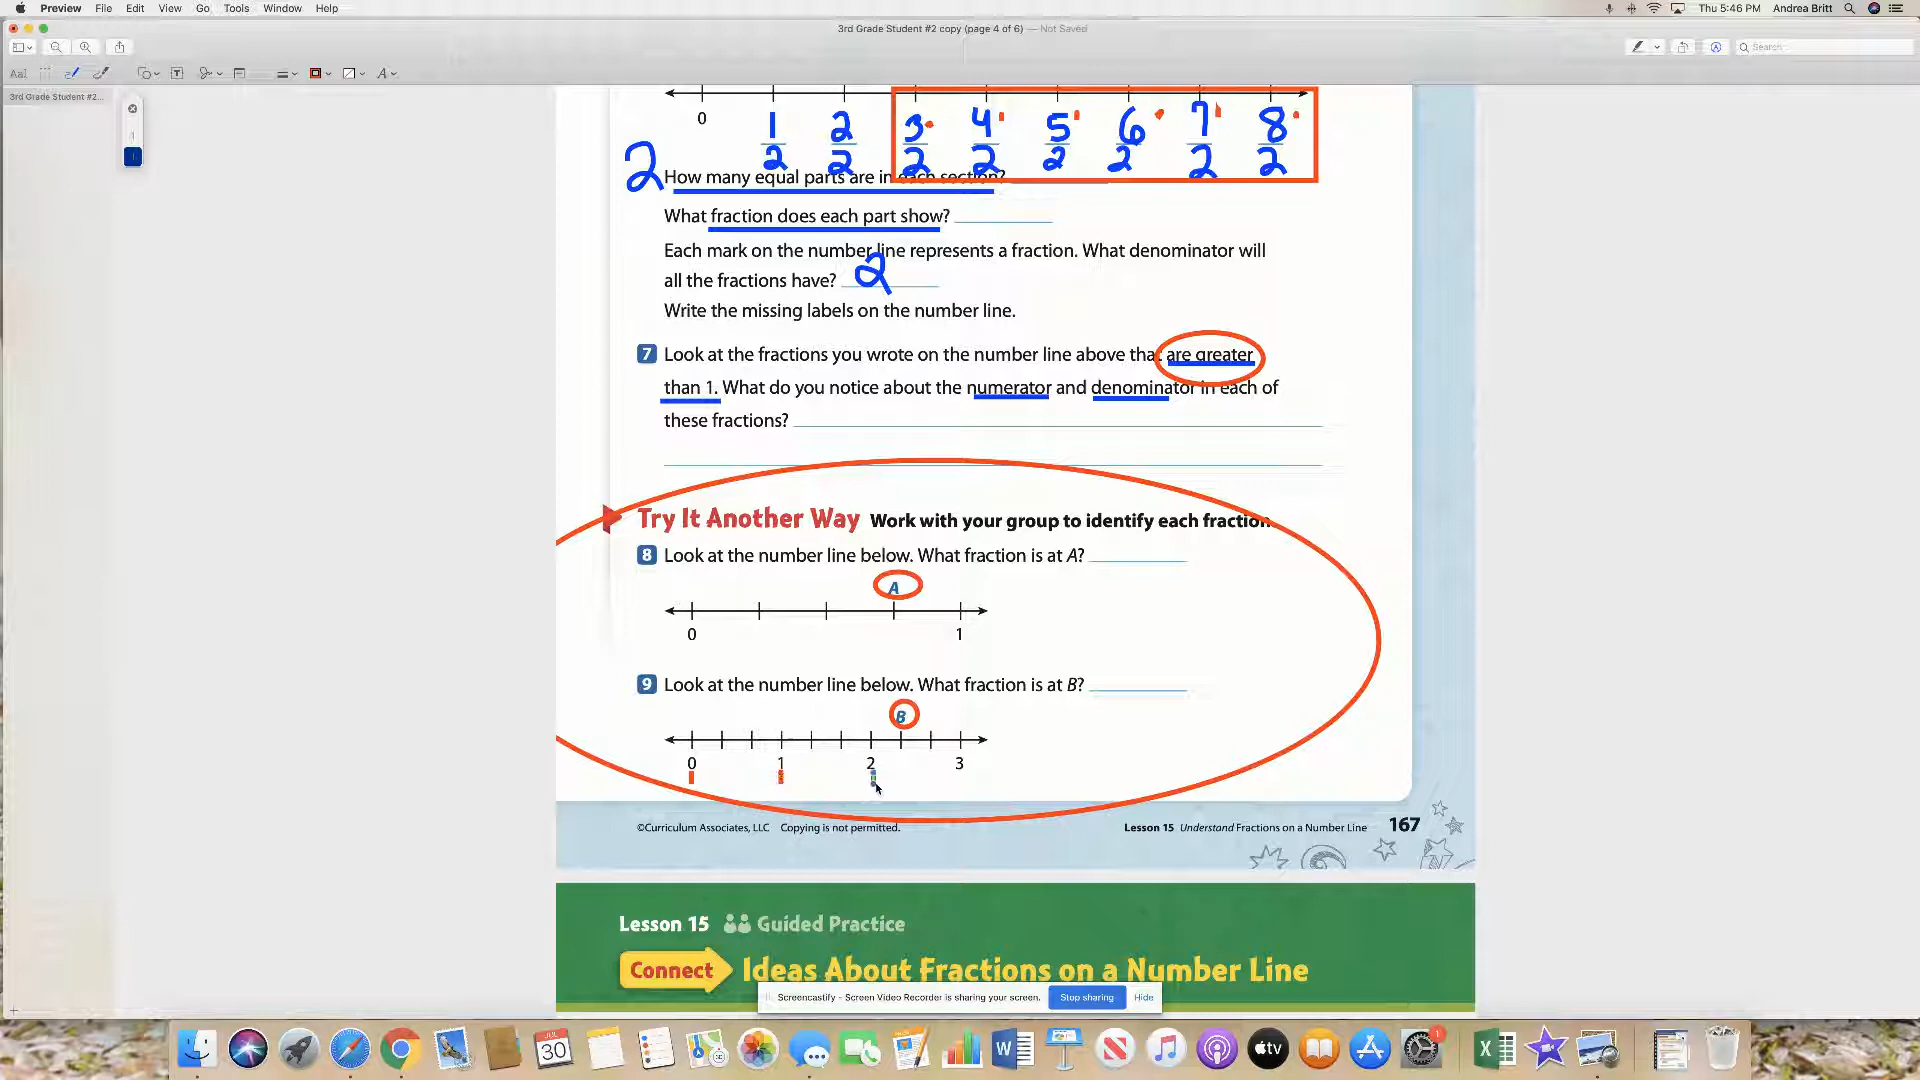 Preview File Edit View Go Tools Window Help Thu 5:46 PM Andrea Britt
3rd Grade Student #2 copy (page 4 of 6) — Not Saved
Search
3rd Grade Student #2...
0 1/2 2/2 3/2 4/2 5/2 6/2 7/2 8/2
2 How many equal parts are in each section?
What fraction does each part show?
Each mark on the number line represents a fraction. What denominator will
all the fractions have? 2
Write the missing labels on the number line.
7 Look at the fractions you wrote on the number line above that are greater
than 1. What do you notice about the numerator and denominator in each of
these fractions?
Try It Another Way Work with your group to identify each fraction.
8 Look at the number line below. What fraction is at A?
A
0 1
9 Look at the number line below. What fraction is at B?
B
0 1 2 3
©Curriculum Associates, LLC Copying is not permitted.
Lesson 15 Understand Fractions on a Number Line 167
Lesson 15 Guided Practice
Connect Ideas About Fractions on a Number Line
Screencastify - Screen Video Recorder is sharing your screen. Stop sharing Hide
JUL
30
tv
1